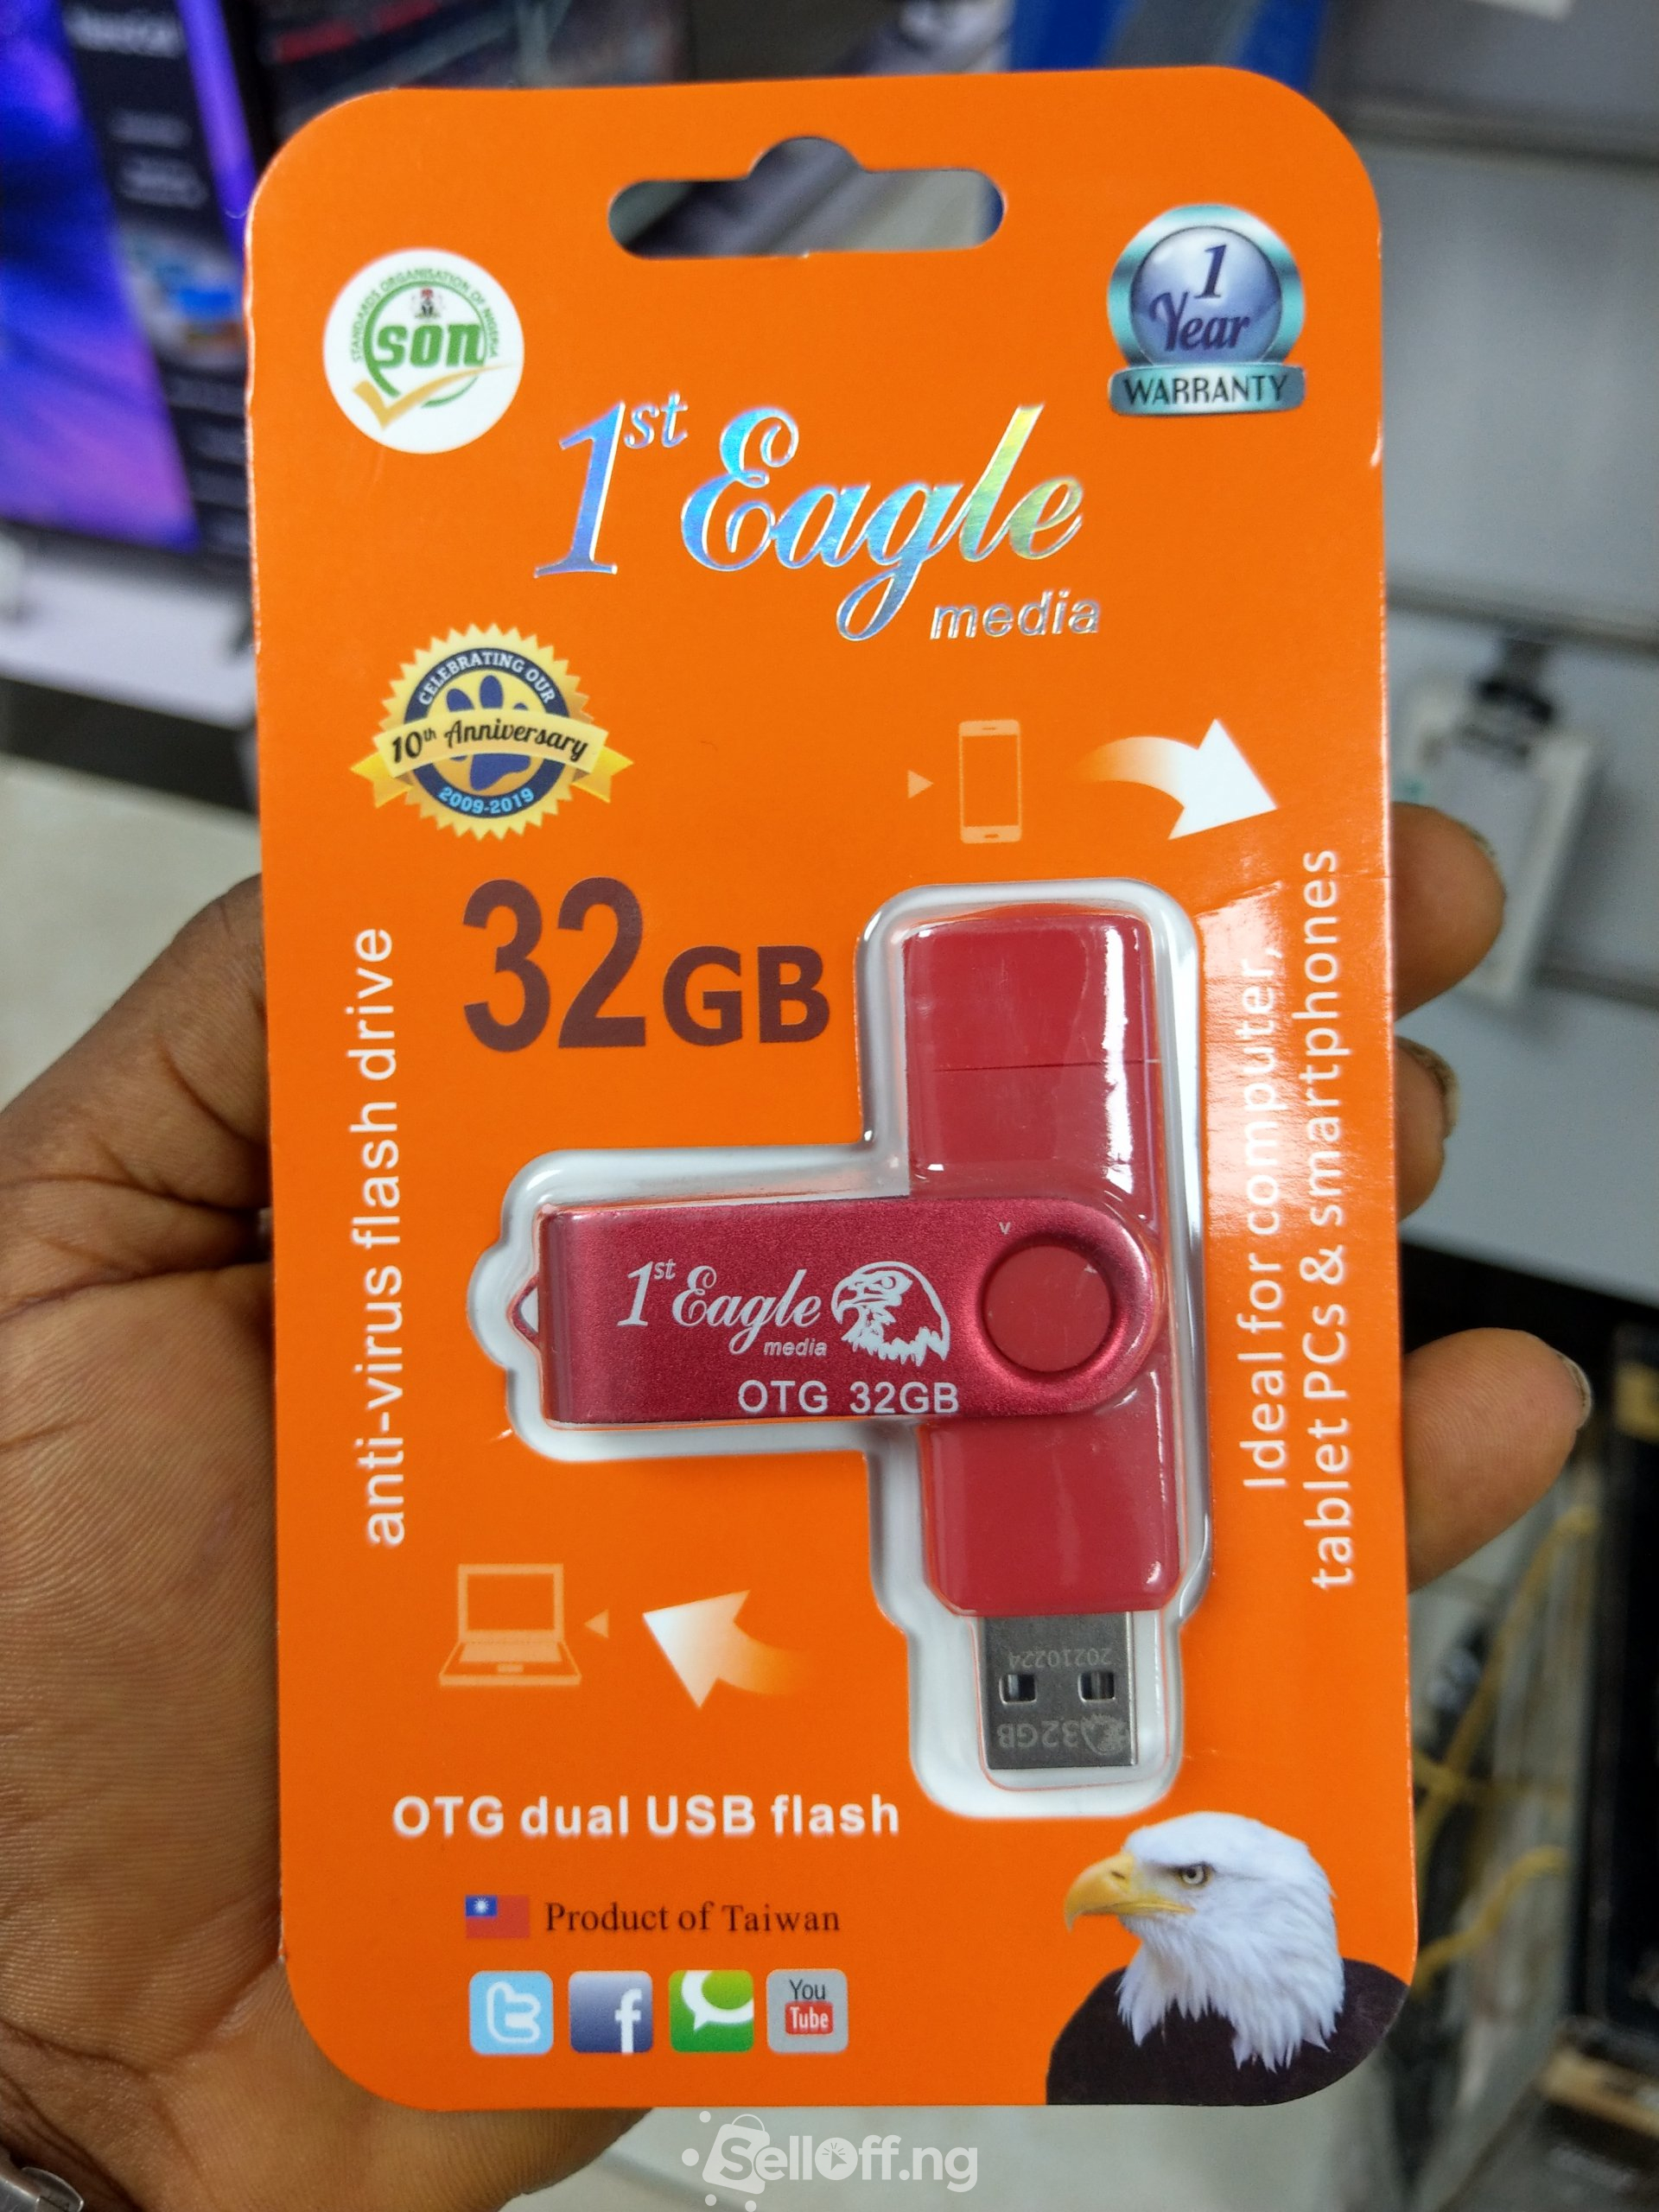 STANDARDS ORGANISATION OF NIGERIA
SON
1
Year
WARRANTY
1st Eagle
media
CELEBRATING OUR
10th Anniversary
2009-2019
32GB
anti-virus flash drive
Ideal for computer,
tablet PCs & smartphones
v
1st Eagle
media
OTG 32GB
20210224
32GB
OTG dual USB flash
Product of Taiwan
t
f
You
Tube
SellOff.ng